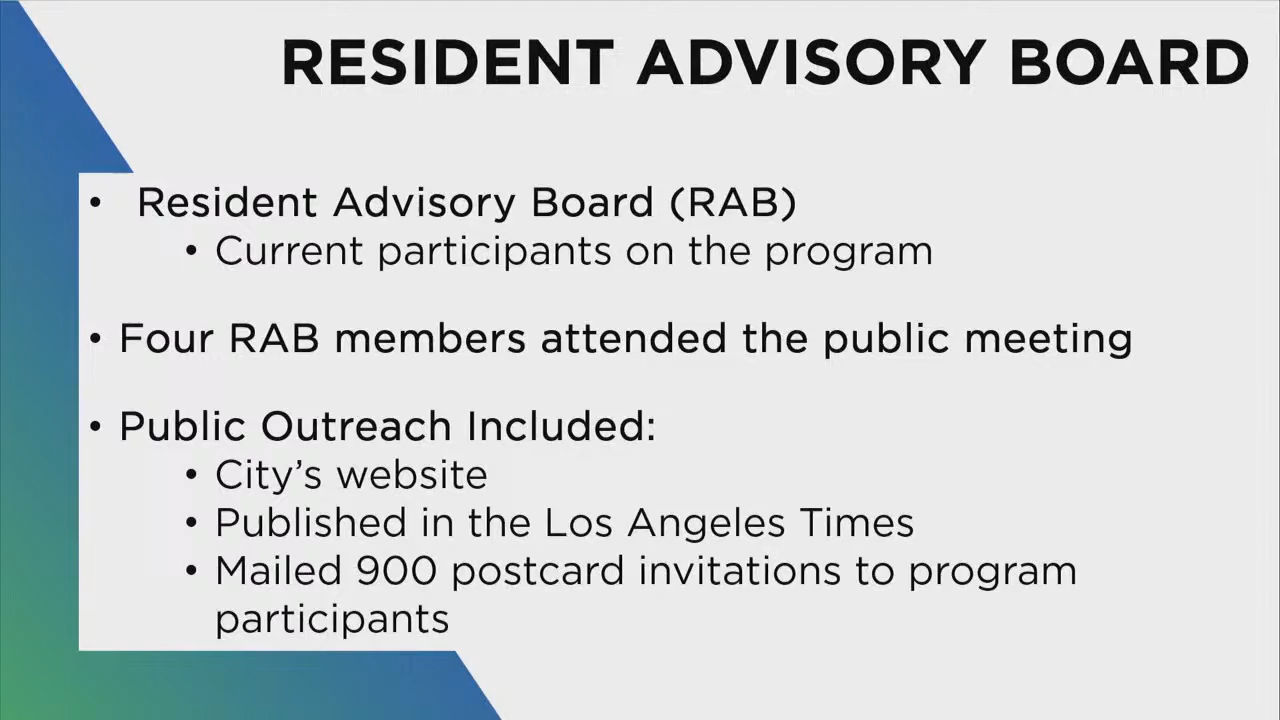 RESIDENT ADVISORY BOARD
• Resident Advisory Board (RAB)
• Current participants on the program
• Four RAB members attended the public meeting
• Public Outreach Included:
• City’s website
• Published in the Los Angeles Times
• Mailed 900 postcard invitations to program
participants